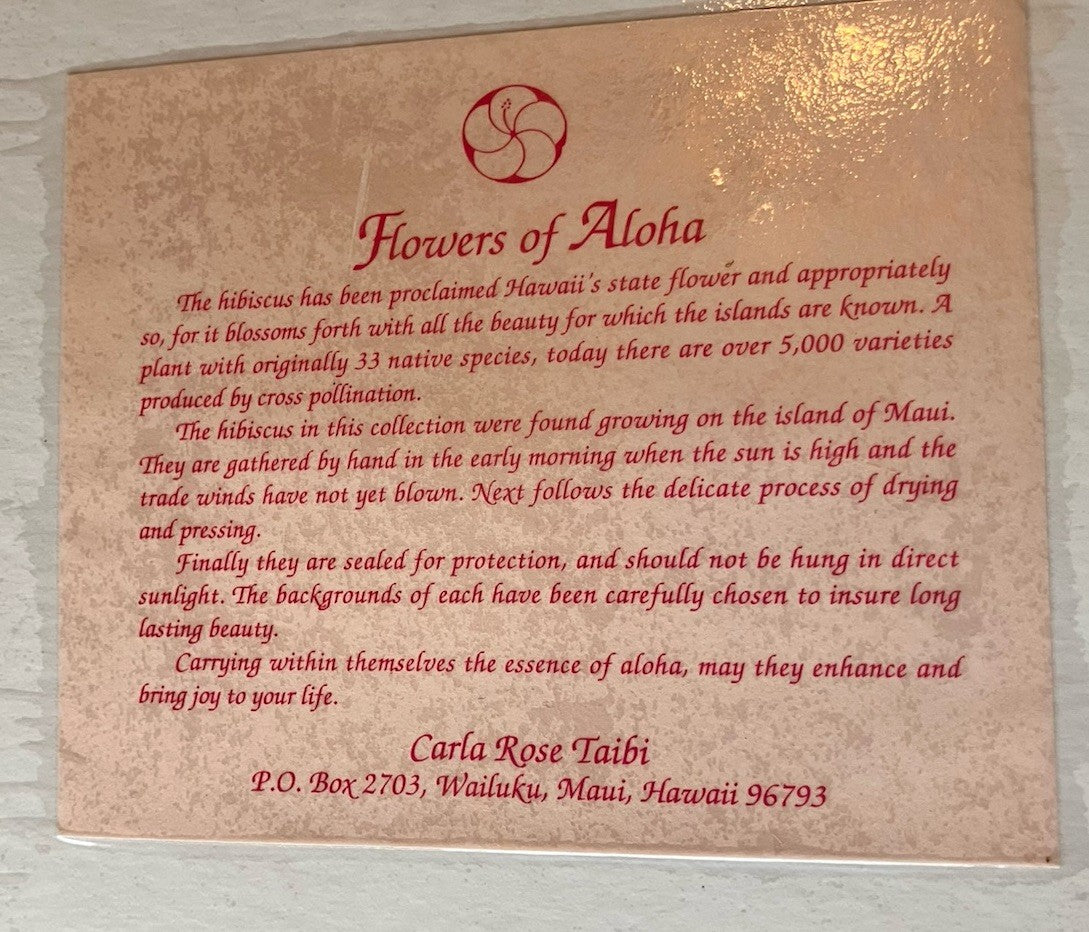 Flowers of Aloha
The hibiscus has been proclaimed Hawaii's state flower and appropriately
so, for it blossoms forth with all the beauty for which the islands are known. A
plant with originally 33 native species, today there are over 5,000 varieties
produced by cross pollination.
The hibiscus in this collection were found growing on the island of Maui.
They are gathered by hand in the early morning when the sun is high and the
trade winds have not yet blown. Next follows the delicate process of drying
and pressing.
Finally they are sealed for protection, and should not be hung in direct
sunlight. The backgrounds of each have been carefully chosen to insure long
lasting beauty.
Carrying within themselves the essence of aloha, may they enhance and
bring joy to your life.
Carla Rose Taibi
P.O. Box 2703, Wailuku, Maui, Hawaii 96793